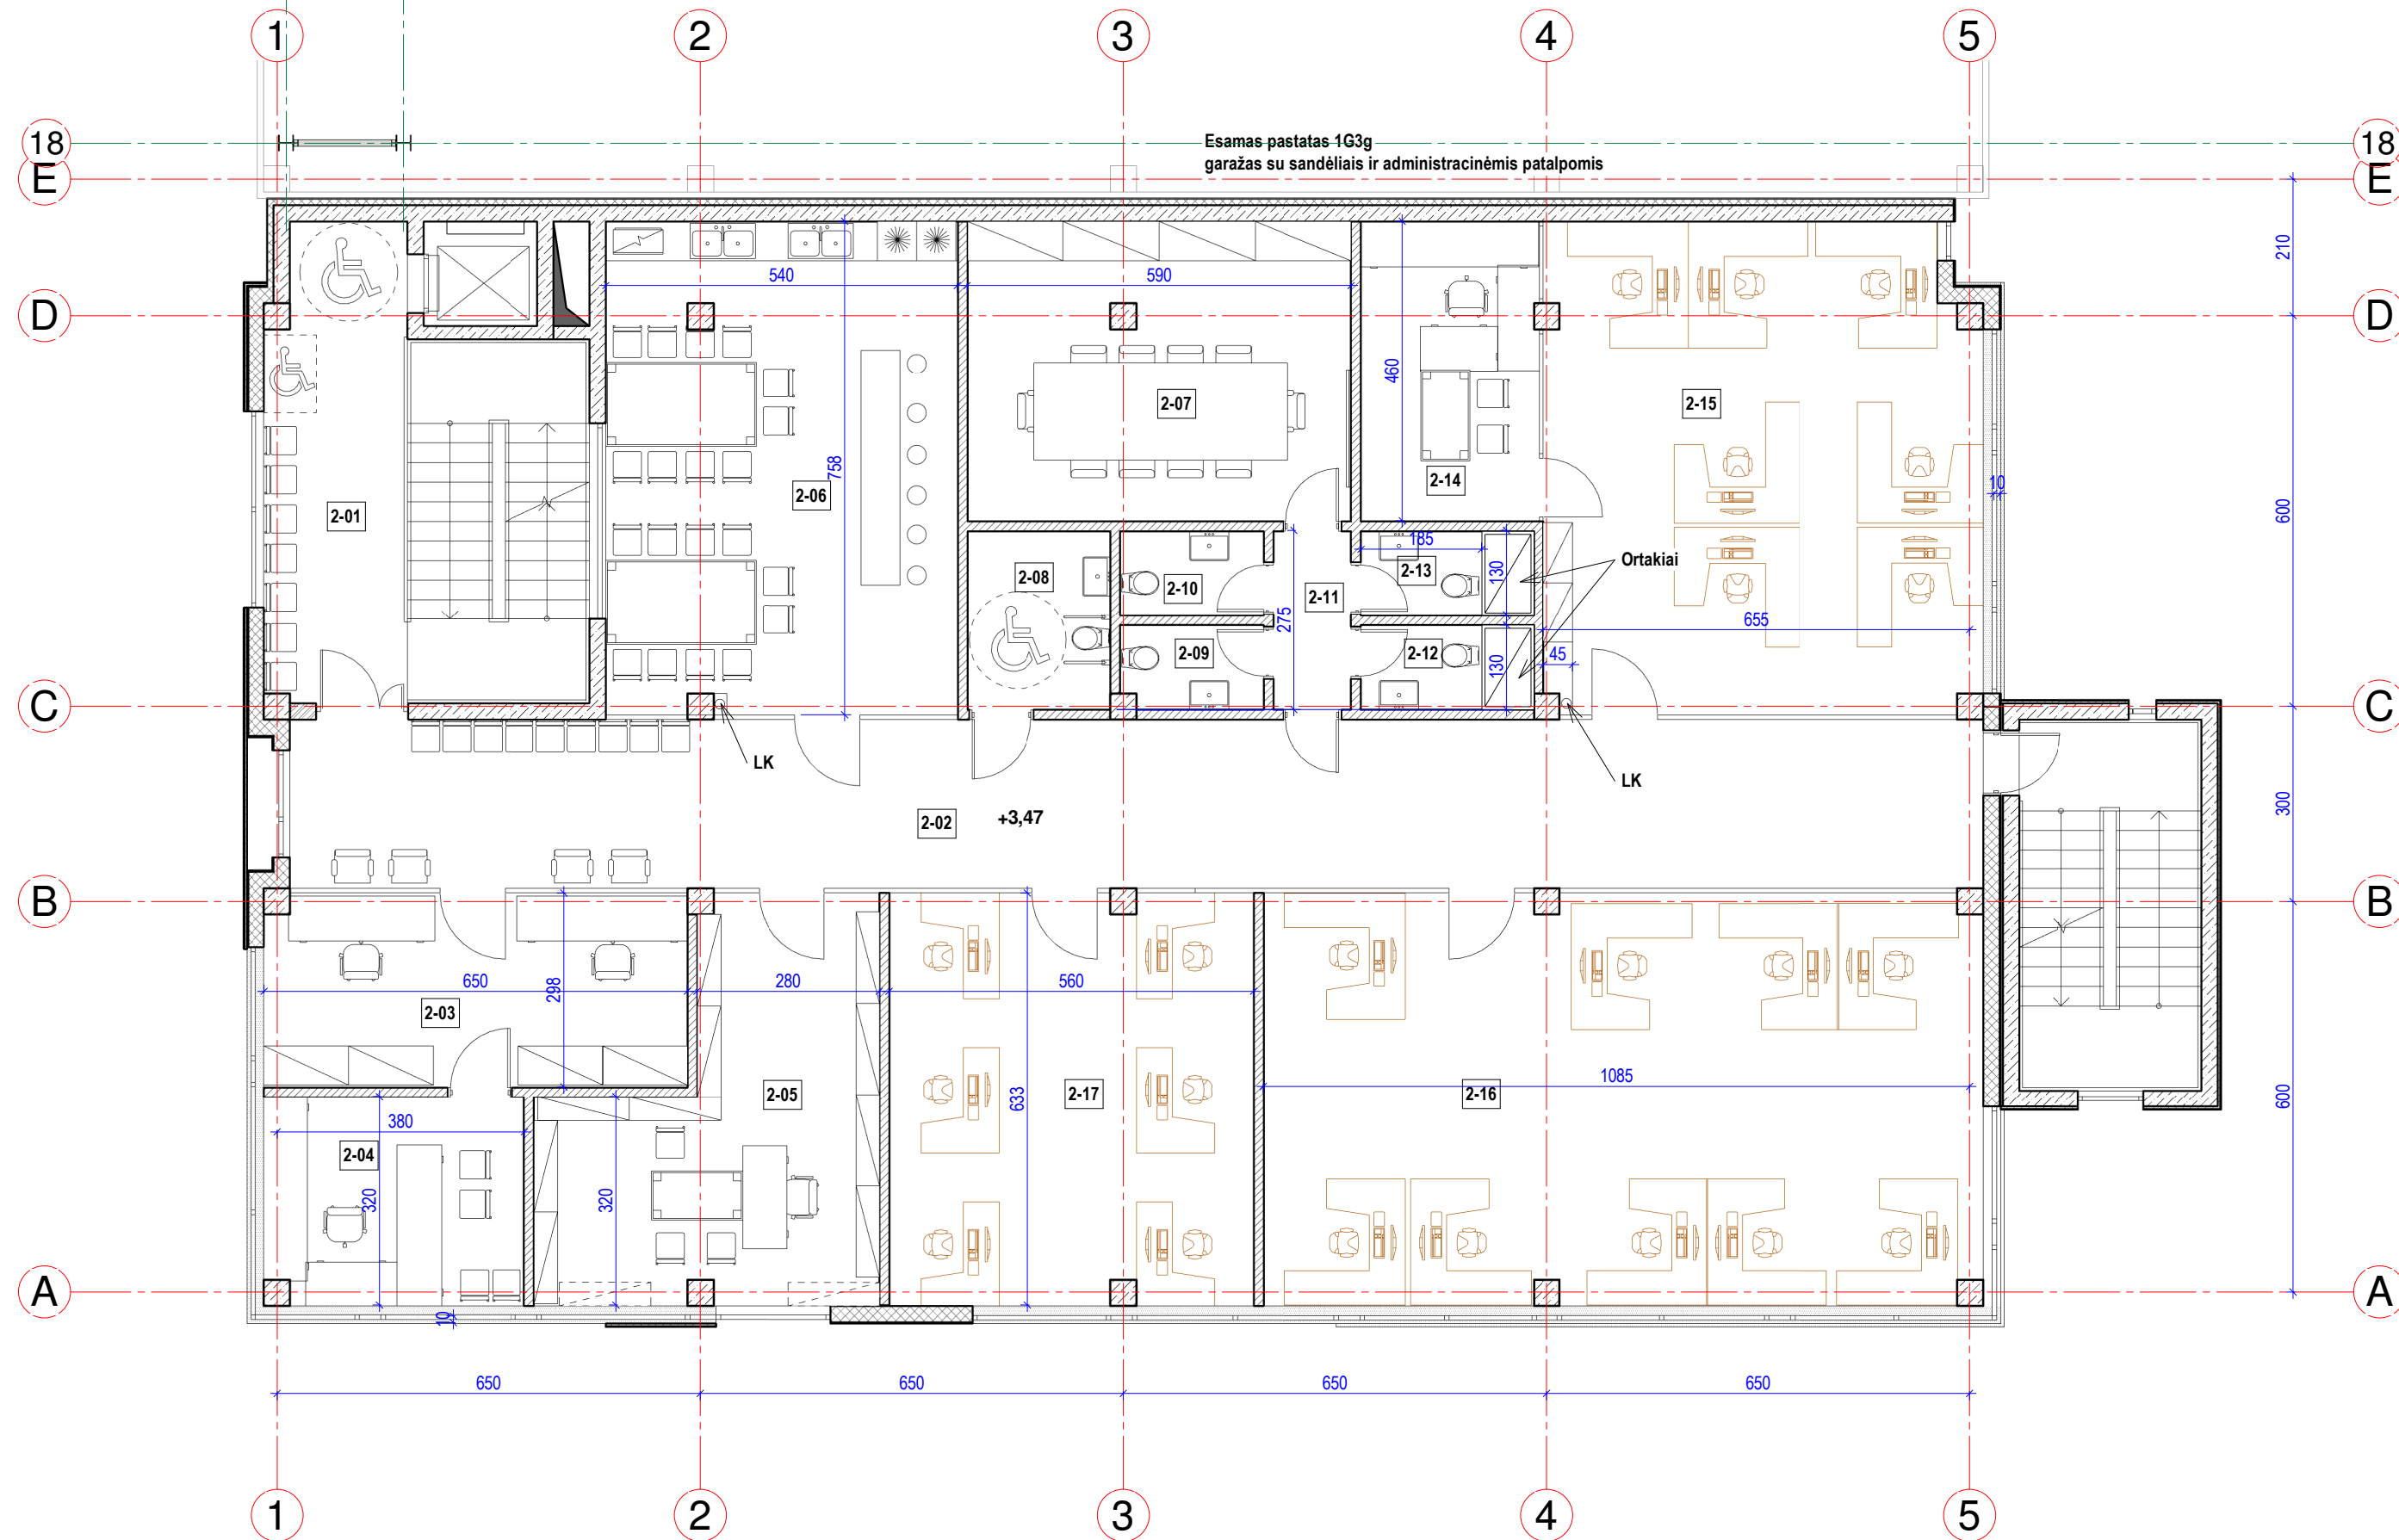 1 2 3 4 5
18 18
Esamas pastatas 1G3g
garažas su sandėliais ir administracinėmis patalpomis
E E
210
540 590
D D
460
2-07 2-15
758
2-14
2-06
10
2-01
600
185
Ortakiai
2-08 2-10 2-11 2-13 130
275
655
2-09 2-12 130 45
C C
LK
LK
300
2-02 +3,47
B B
650 298 280 560
2-03
1085
2-05 633 2-17 2-16
600
380
2-04
320 320
A A
10
650 650 650 650
1 2 3 4 5